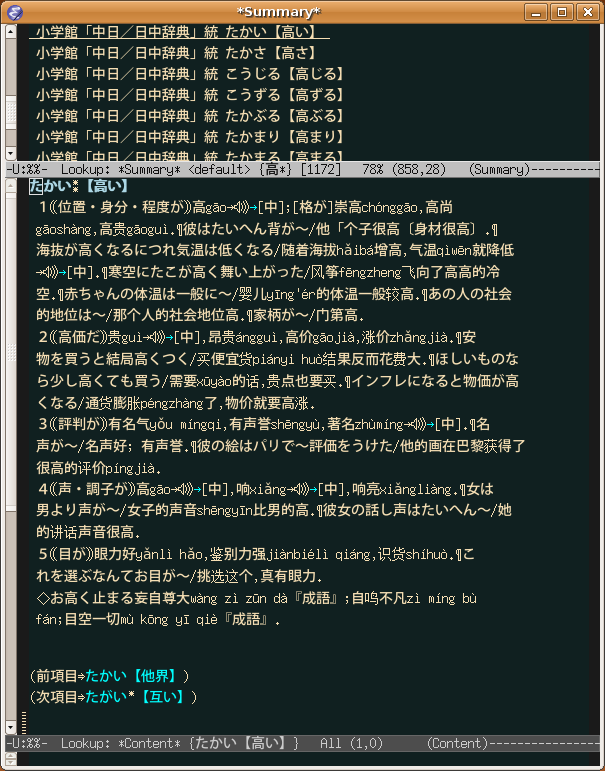 *Summary*
小学館「中日／日中辞典」統 たかい【高い】
小学館「中日／日中辞典」統 たかさ【高さ】
小学館「中日／日中辞典」統 こうじる【高じる】
小学館「中日／日中辞典」統 こうずる【高ずる】
小学館「中日／日中辞典」統 たかぶる【高ぶる】
小学館「中日／日中辞典」統 たかまり【高まり】
小学館「中日／日中辞典」統 たかまる【高まる】
-U:%%-  Lookup: *Summary* <default> {高*} [1172]   78% (858,28)   (Summary)----------
たかい*【高い】
1《(位置・身分・程度が)》高gāo→→[中];[格が]崇高chónggāo,高尚
gāoshàng,高贵gāoguì.¶彼はたいへん背が～/他「个子很高〔身材很高〕.¶
海抜が高くなるにつれ気温は低くなる/随着海拔hǎibá增高,气温qìwēn就降低
→→[中].¶寒空にたこが高く舞い上がった/风筝fēngzheng飞向了高高的冷
空.¶赤ちゃんの体温は一般に～/婴儿yīng'ér的体温一般较高.¶あの人の社会
的地位は～/那个人的社会地位高.¶家柄が～/门第高.
2《(高価だ)》贵guì→→[中],昂贵ángguì,高价gāojià,涨价zhǎngjià.¶安
物を買うと結局高くつく/买便宜货piányi huò结果反而花费大.¶ほしいものな
ら少し高くても買う/需要xūyào的话,贵点也要买.¶インフレになると物価が高
くなる/通货膨胀péngzhàng了,物价就要高涨.
3《(評判が)》有名气yǒu míngqi,有声誉shēngyù,著名zhùmíng→→[中].¶名
声が～/名声好；有声誉.¶彼の絵はパリで～評価をうけた/他的画在巴黎获得了
很高的评价píngjià.
4《(声・調子が)》高gāo→→[中],响xiǎng→→[中],响亮xiǎngliàng.¶女は
男より声が～/女子的声音shēngyīn比男的高.¶彼女の話し声はたいへん～/她
的讲话声音很高.
5《(目が)》眼力好yǎnlì hǎo,鉴别力强jiànbiélì qiáng,识货shíhuò.¶こ
れを選ぶなんてお目が～/挑选这个,真有眼力.
◇お高く止まる妄自尊大wàng zì zūn dà『成語』;自鸣不凡zì míng bù
fán;目空一切mù kōng yī qiè『成語』.
(前項目⇒たかい【他界】)
(次項目⇒たがい*【互い】)
-U:%%-  Lookup: *Content* {たかい【高い】}   All (1,0)      (Content)----------------